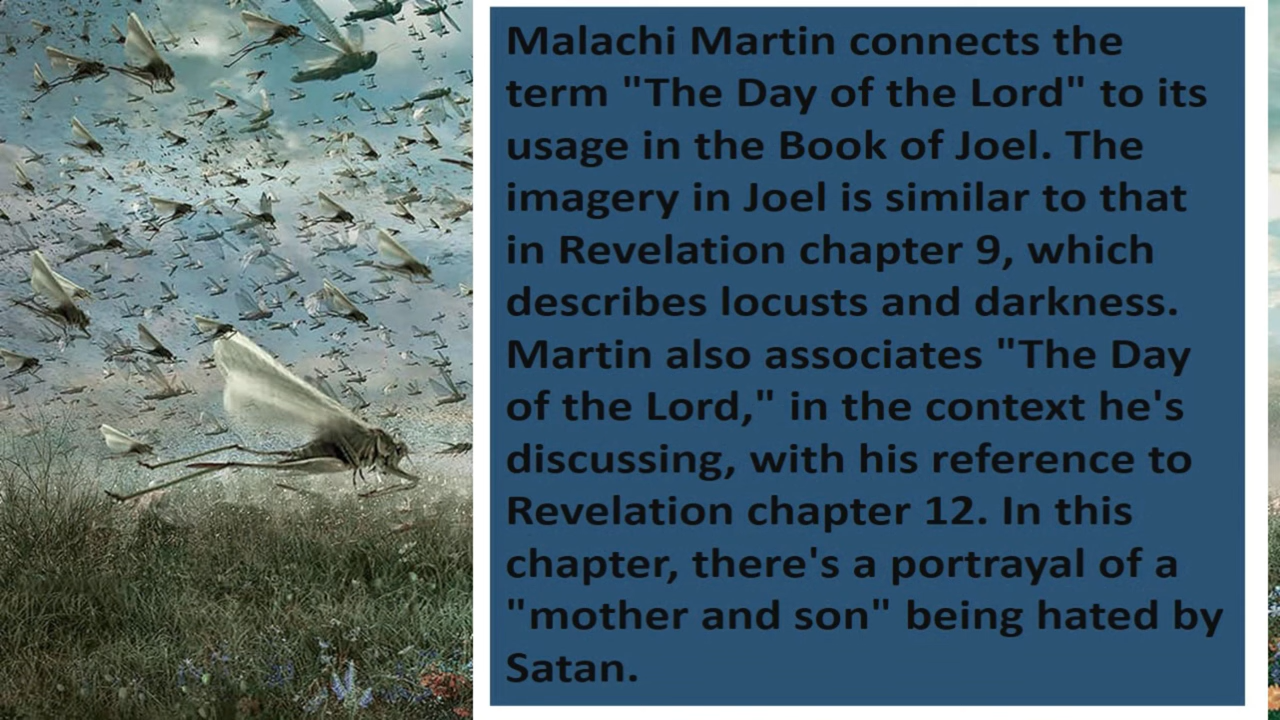 Malachi Martin connects the
term "The Day of the Lord" to its
usage in the Book of Joel. The
imagery in Joel is similar to that
in Revelation chapter 9, which
describes locusts and darkness.
Martin also associates "The Day
of the Lord," in the context he's
discussing, with his reference to
Revelation chapter 12. In this
chapter, there's a portrayal of a
"mother and son" being hated by
Satan.